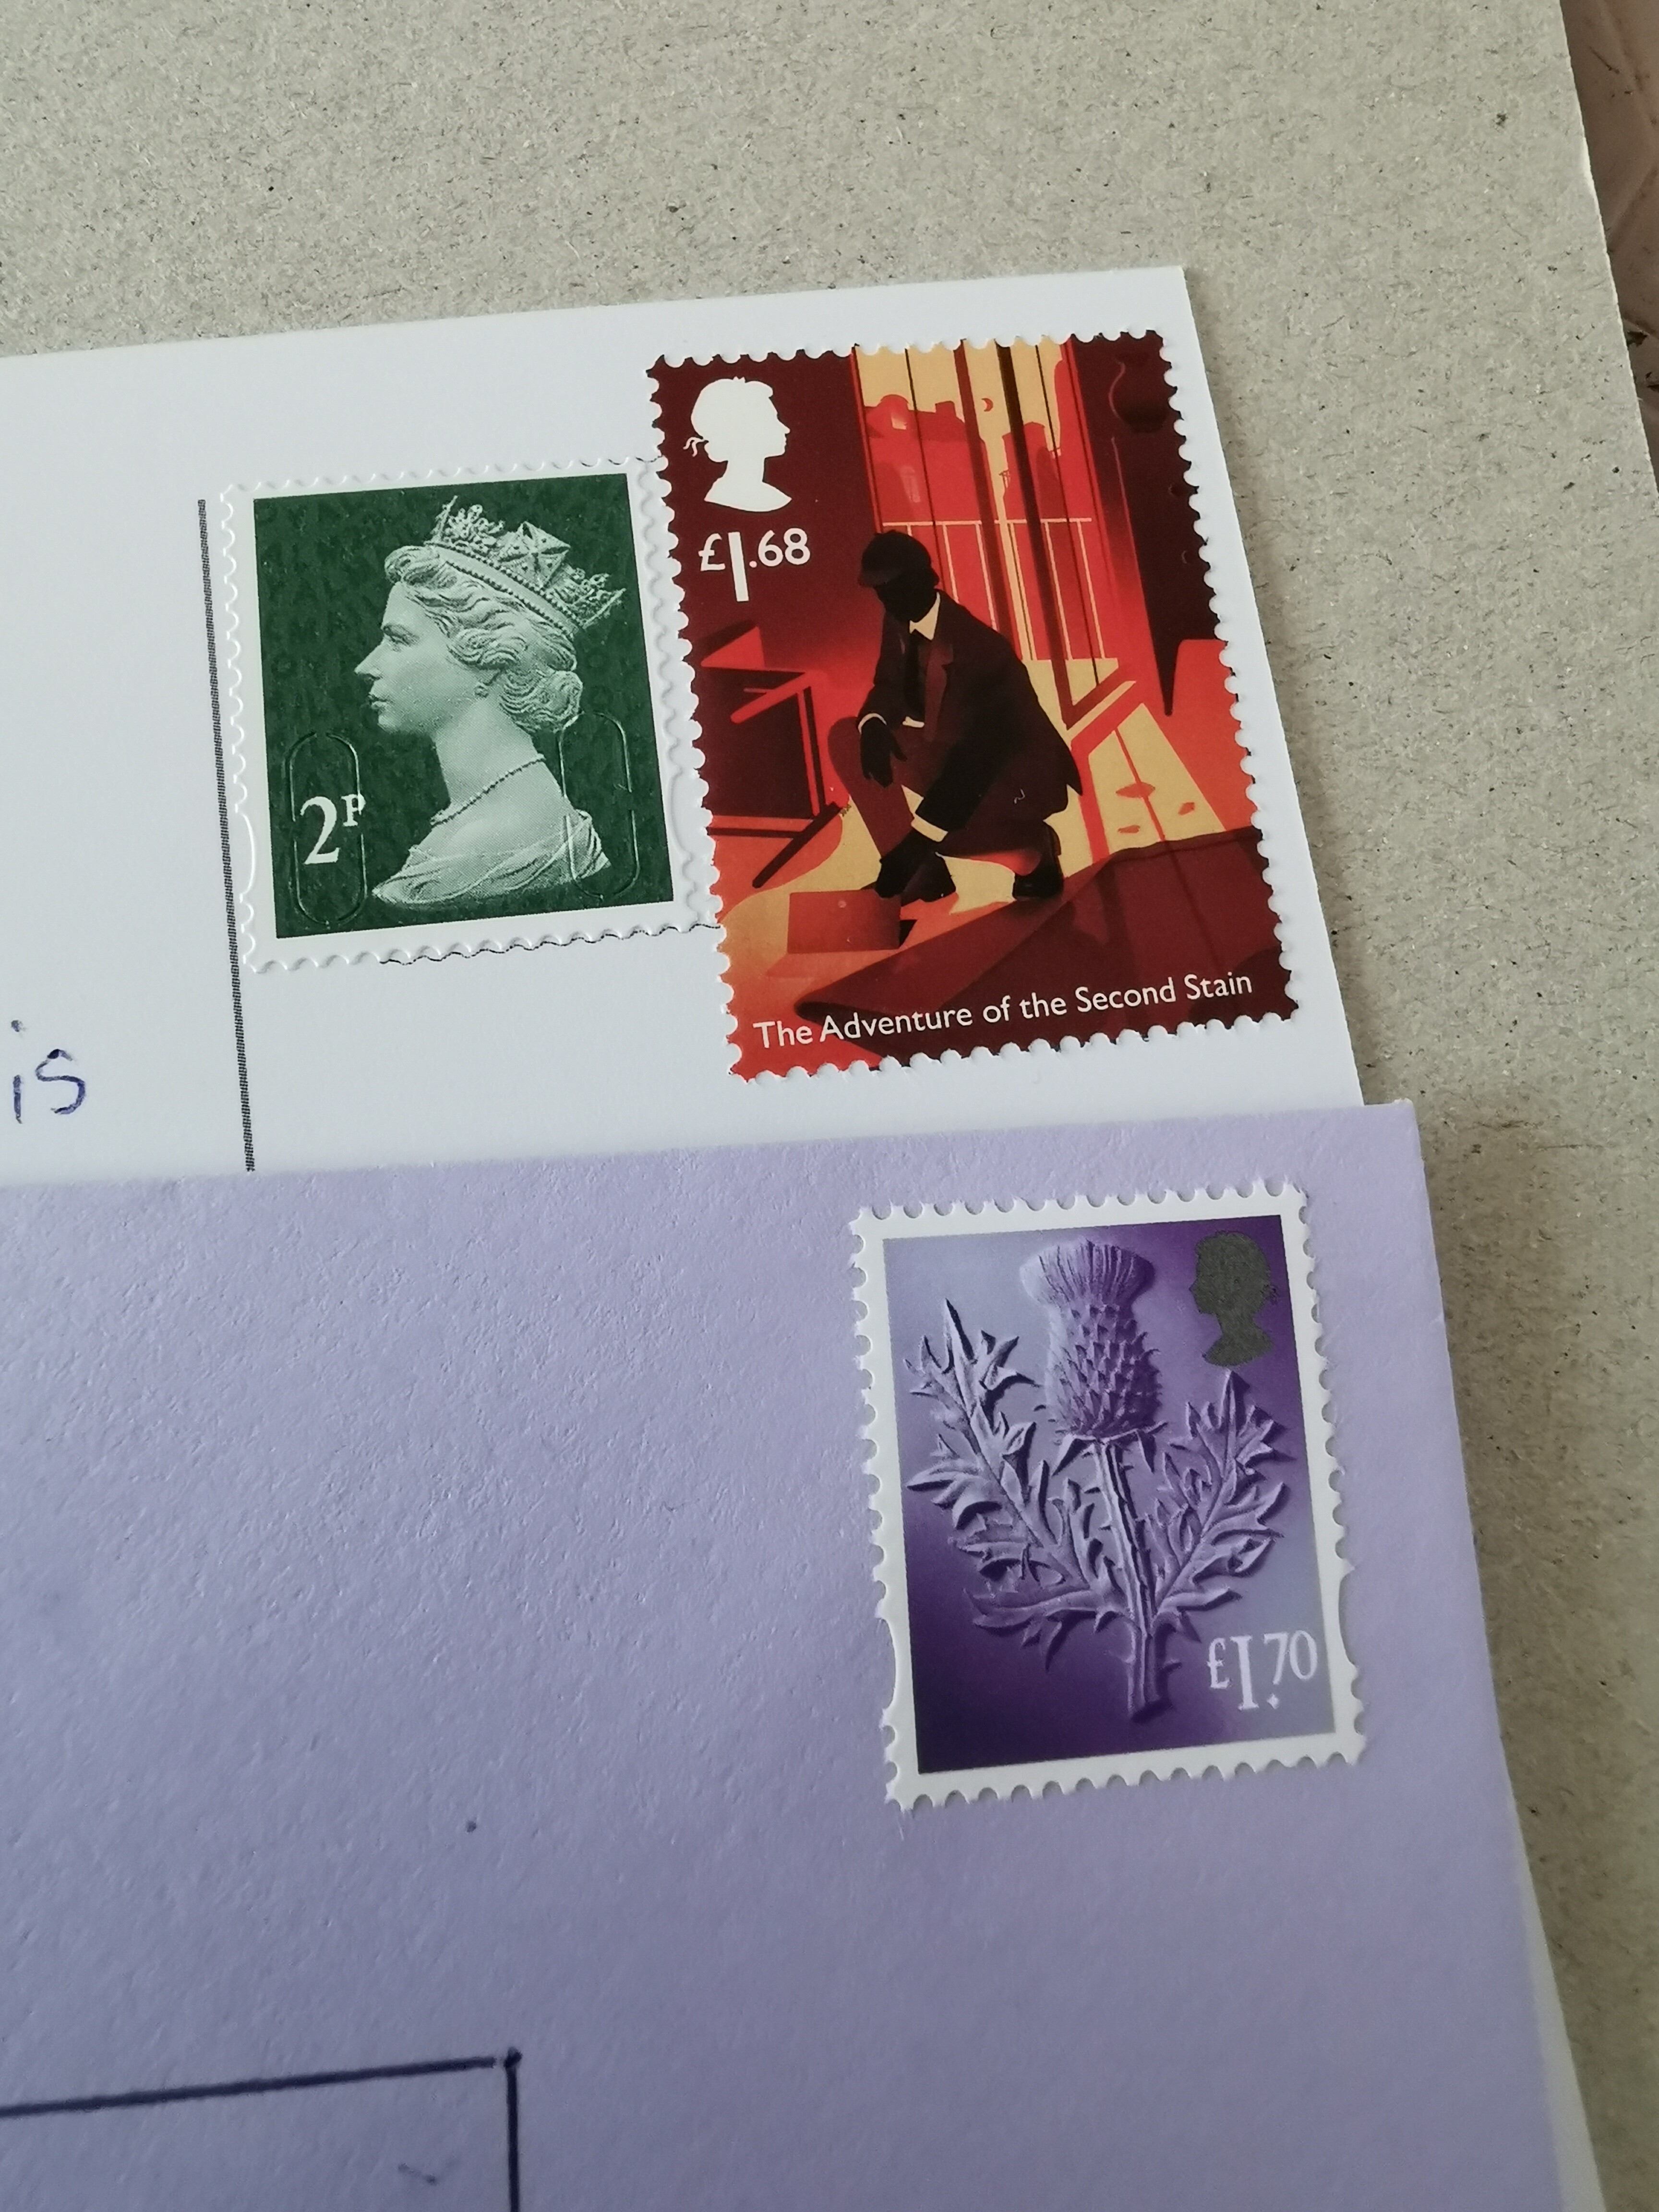 £1.68
2P
The Adventure of the Second Stain
is
£1.70